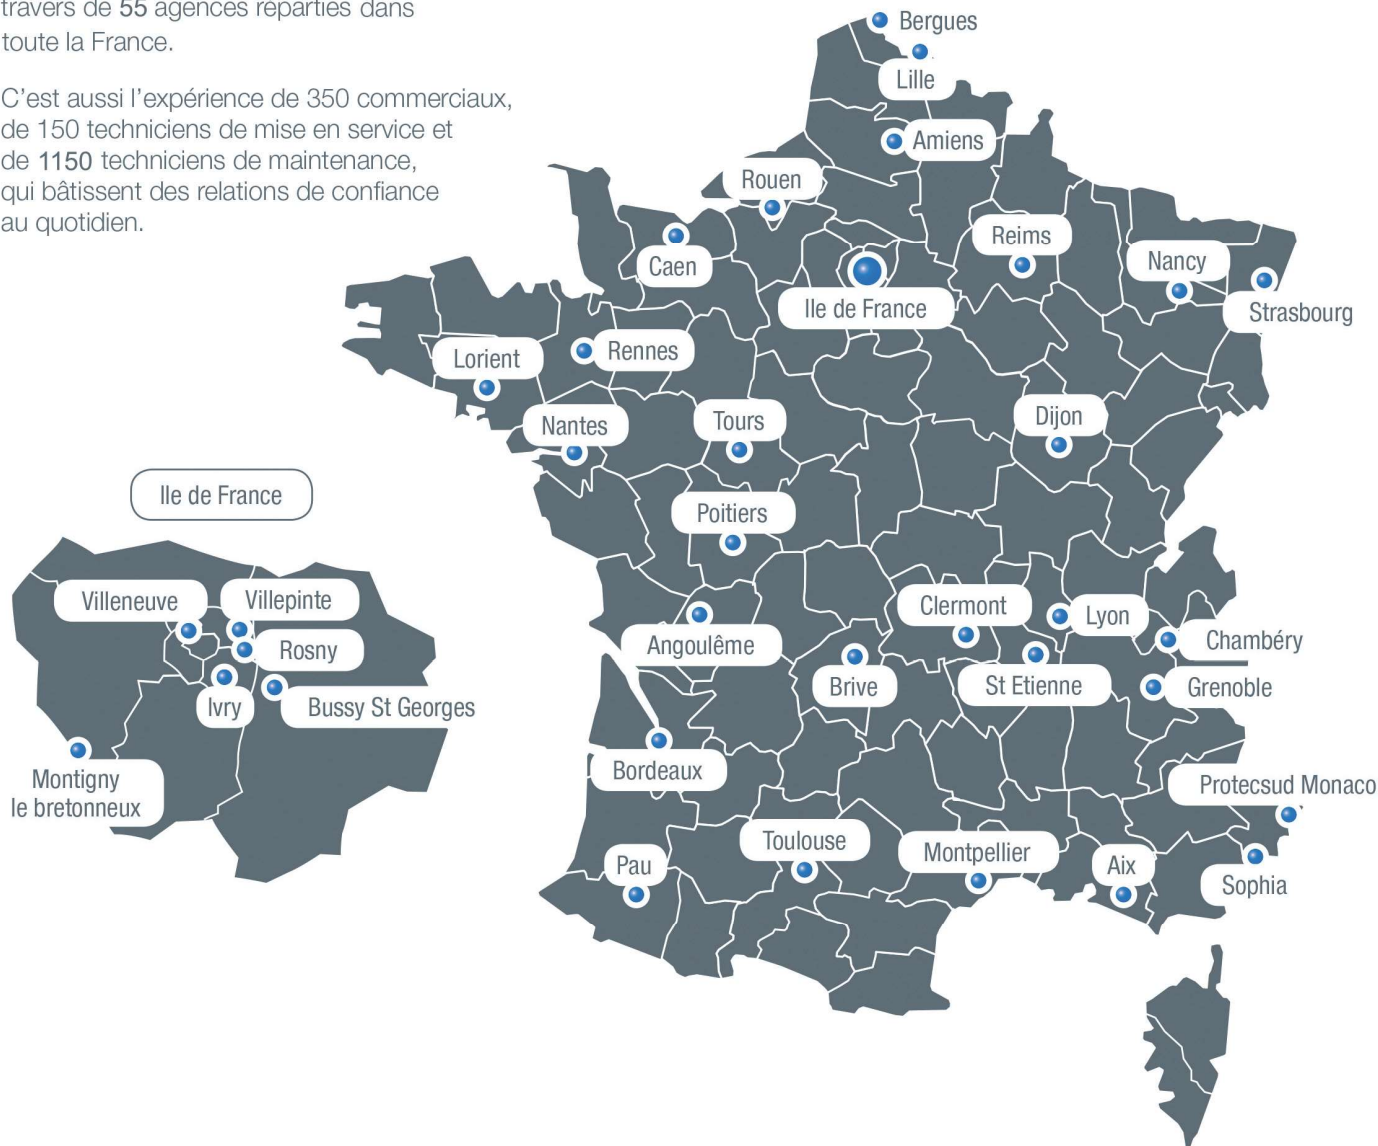 travers de 55 agences réparties dans
toute la France.
C'est aussi l'expérience de 350 commerciaux,
de 150 techniciens de mise en service et
de 1150 techniciens de maintenance,
qui bâtissent des relations de confiance
au quotidien.
Bergues
Lille
Amiens
Rouen
Caen
Reims
Nancy
Strasbourg
Ile de France
Lorient
Rennes
Nantes
Tours
Dijon
Poitiers
Angoulême
Clermont
Lyon
Chambéry
Brive
St Etienne
Grenoble
Bordeaux
Protecsud Monaco
Pau
Toulouse
Montpellier
Aix
Sophia
Ile de France
Villeneuve
Villepinte
Rosny
Ivry
Bussy St Georges
Montigny
le bretonneux